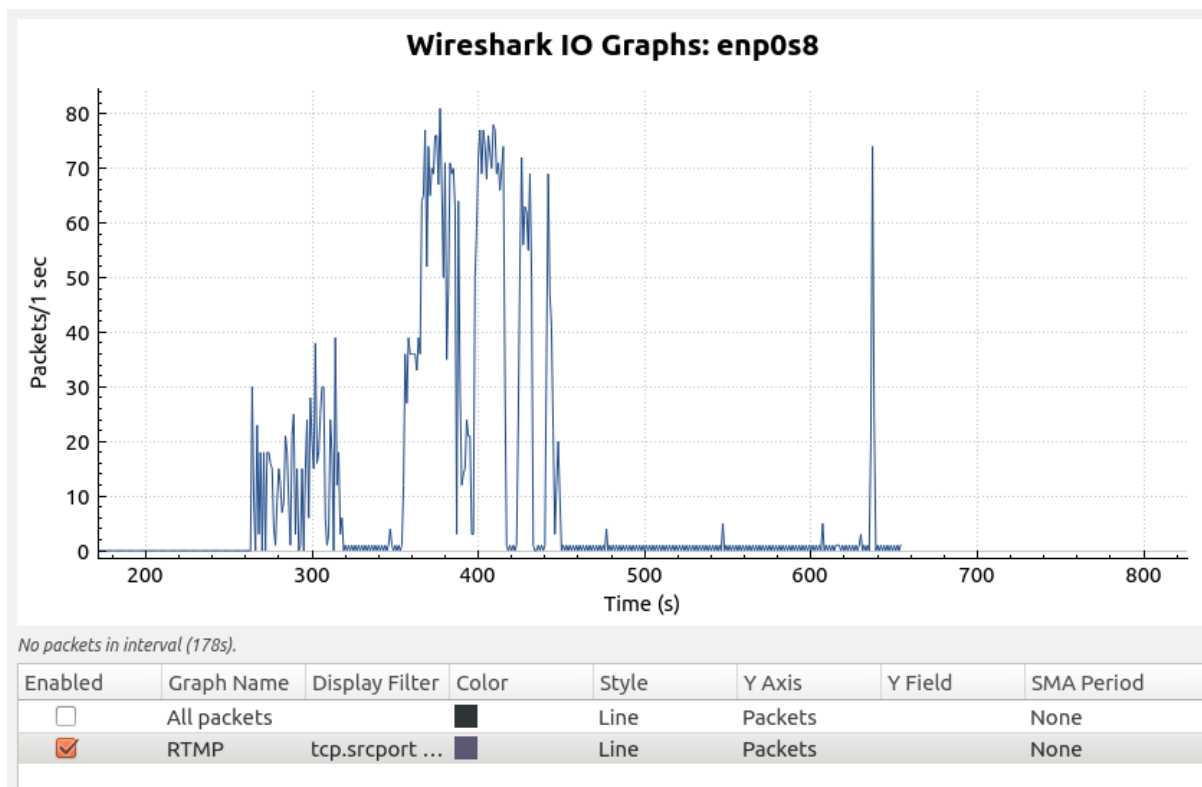 Wireshark IO Graphs: enp0s8
80
70
60
50
40
30
20
10
0
Packets/1 sec
200 300 400 500 600 700 800
Time (s)
No packets in interval (178s).
Enabled Graph Name Display Filter Color Style Y Axis Y Field SMA Period
All packets Line Packets None
RTMP tcp.srcport ... Line Packets None